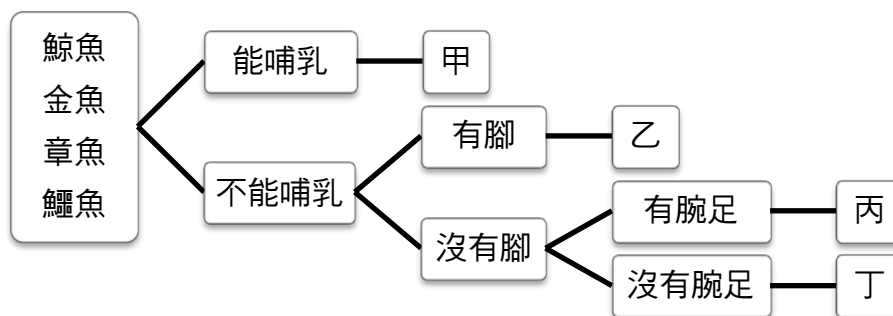 鯨魚
金魚
章魚
鱷魚
能哺乳
甲
不能哺乳
有腳
乙
沒有腳
有腕足
丙
沒有腕足
丁